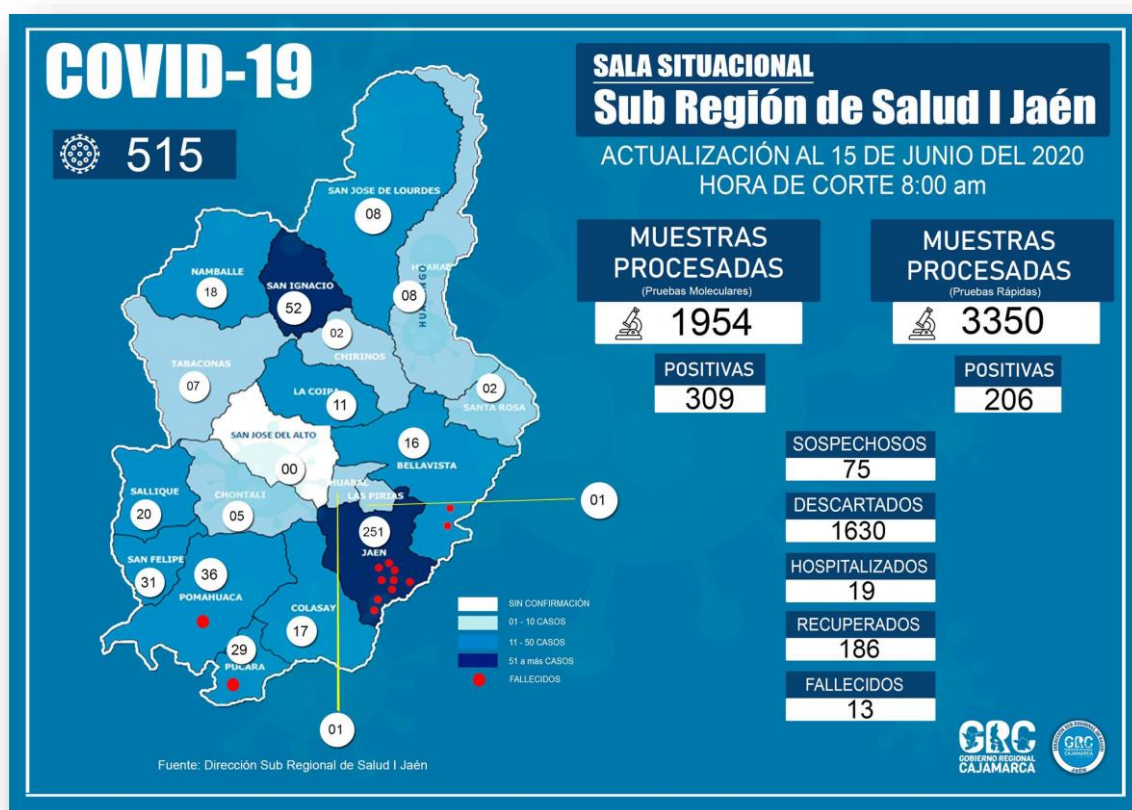 COVID-19
515
SALA SITUACIONAL
Sub Región de Salud I Jaén
ACTUALIZACIÓN AL 15 DE JUNIO DEL 2020
HORA DE CORTE 8:00 am
MUESTRAS
PROCESADAS
(Pruebas Moleculares)
1954
POSITIVAS
309
MUESTRAS
PROCESADAS
(Pruebas Rápidas)
3350
POSITIVAS
206
SOSPECHOSOS
75
DESCARTADOS
1630
HOSPITALIZADOS
19
RECUPERADOS
186
FALLECIDOS
13
SAN JOSE DE LOURDES
08
NAMBALLE
18
SAN IGNACIO
52
08
02
CHIRINOS
TABACONAS
07
LA COIPA
11
02
SANTA ROSA
SAN JOSE DEL ALTO
00
16
BELLAVISTA
SALLIQUE
20
CHONTALI
05
HUABAL
LAS PIRIAS
01
251
JAEN
SAN FELIPE
31
36
POMAHUACA
COLASAY
17
29
PUCARA
01
SIN CONFIRMACIÓN
01 - 10 CASOS
11 - 50 CASOS
51 a más CASOS
FALLECIDOS
Fuente: Dirección Sub Regional de Salud I Jaén
GRC
GOBIERNO REGIONAL
CAJAMARCA
GRC
JAEN